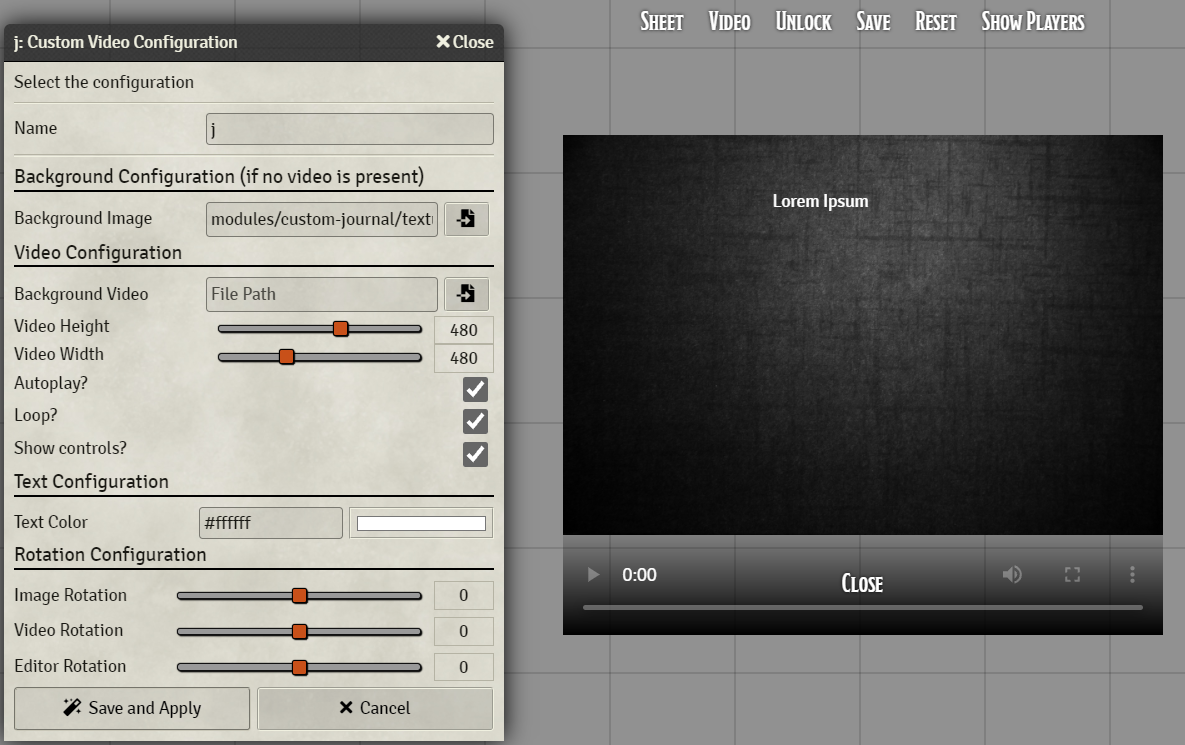 j: Custom Video Configuration
Close
Select the configuration
Name
j
Background Configuration (if no video is present)
Background Image
modules/custom-journal/text
Video Configuration
Background Video
File Path
Video Height
480
Video Width
480
Autoplay?
Loop?
Show controls?
Text Configuration
Text Color
#ffffff
Rotation Configuration
Image Rotation
0
Video Rotation
0
Editor Rotation
0
Save and Apply
Cancel
Sheet Video Unlock Save Reset Show Players
Lorem Ipsum
0:00
Close